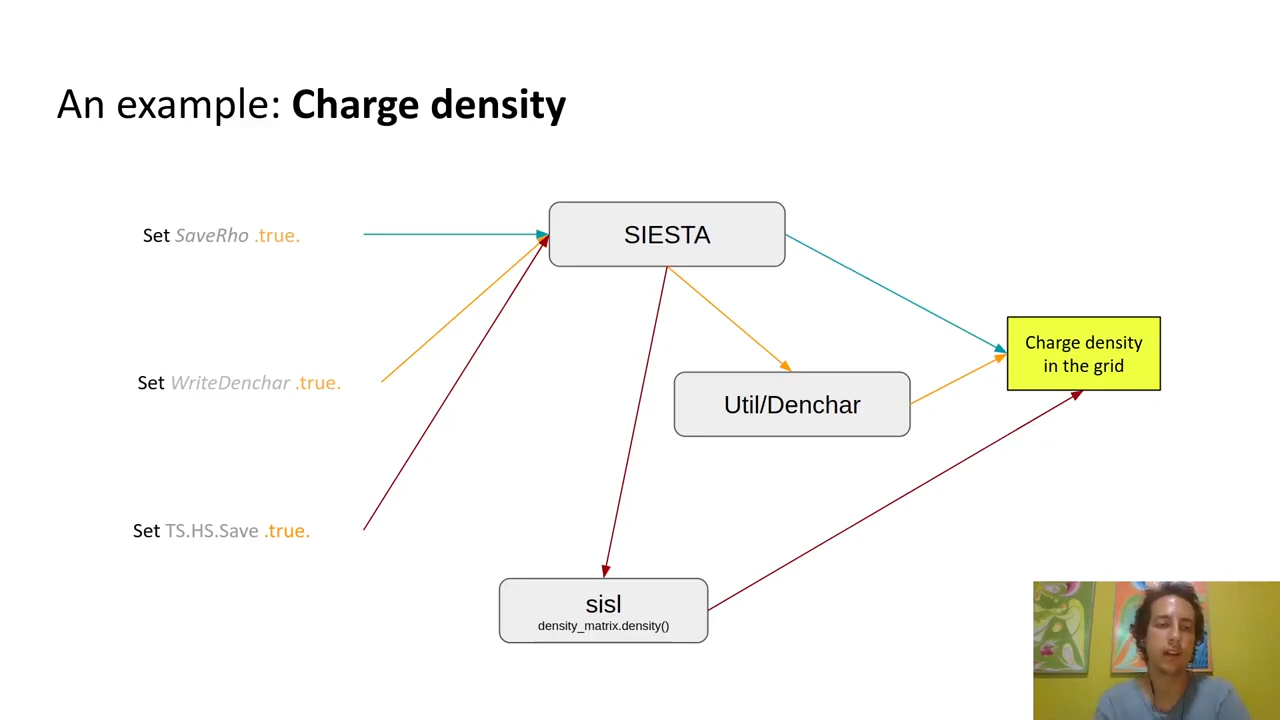 An example: Charge density
Set SaveRho .true.
SIESTA
Charge density
in the grid
Set WriteDenchar .true.
Util/Denchar
Set TS.HS.Save .true.
sisl
density_matrix.density()